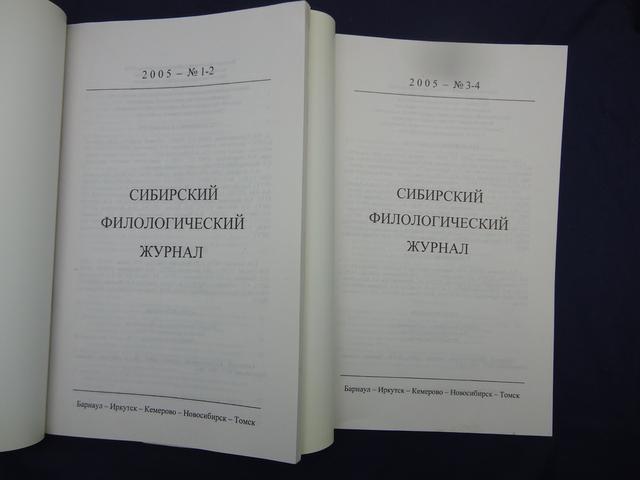 2005 – № 1-2
СИБИРСКИЙ
ФИЛОЛОГИЧЕСКИЙ
ЖУРНАЛ
Барнаул – Иркутск – Кемерово – Новосибирск – Томск
2005 – № 3-4
СИБИРСКИЙ
ФИЛОЛОГИЧЕСКИЙ
ЖУРНАЛ
Барнаул – Иркутск – Кемерово – Новосибирск – Томск